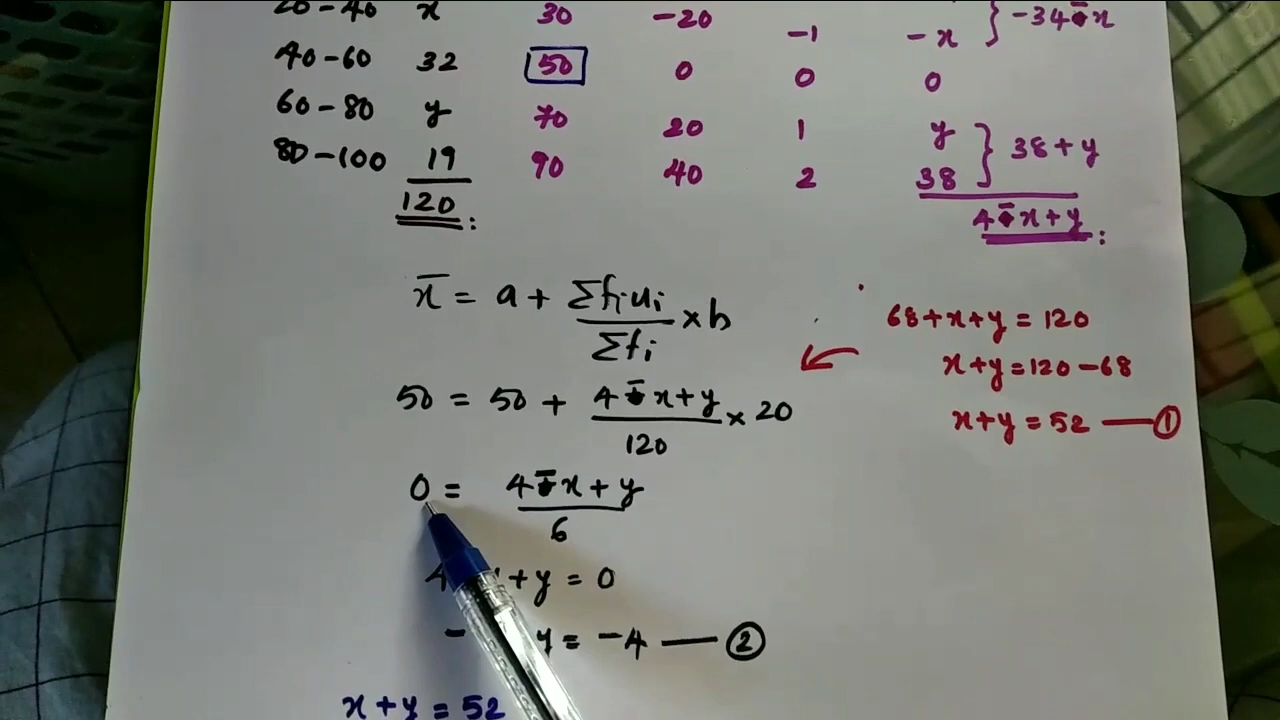 20-40 x 30 -20 -1 -x } -34-x
40-60 32 50 0 0 0
60-80 y 70 20 1 y
80-100 19 90 40 2 38 } 38+y
120 : 4-x+y :
x̄ = a + Σfiui/Σfi × h
50 = 50 + 4-x+y/120 × 20
0 = 4-x+y/6
+y = 0
- y = -4 —— ②
x+y = 52
68+x+y = 120
x+y = 120-68
x+y = 52 —— ①